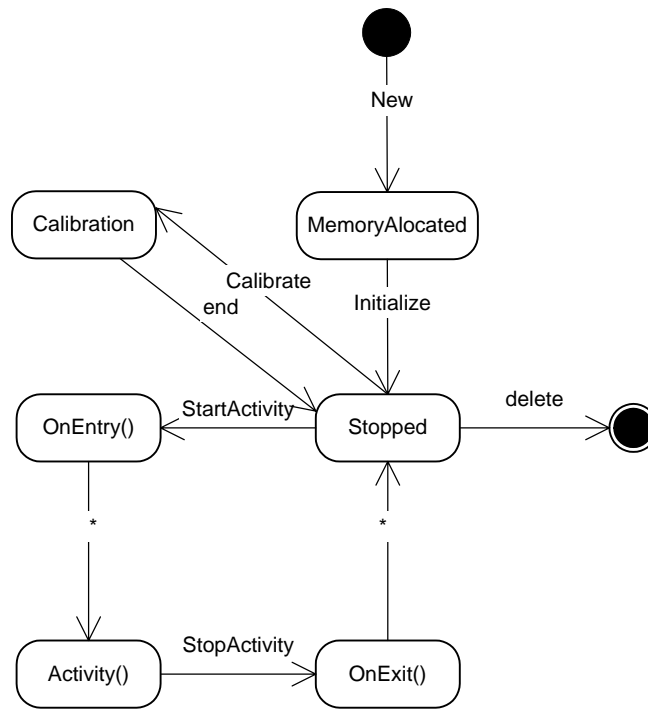 New
Calibration
MemoryAlocated
Calibrate
end
Initialize
StartActivity
delete
OnEntry()
Stopped
*
*
StopActivity
Activity()
OnExit()